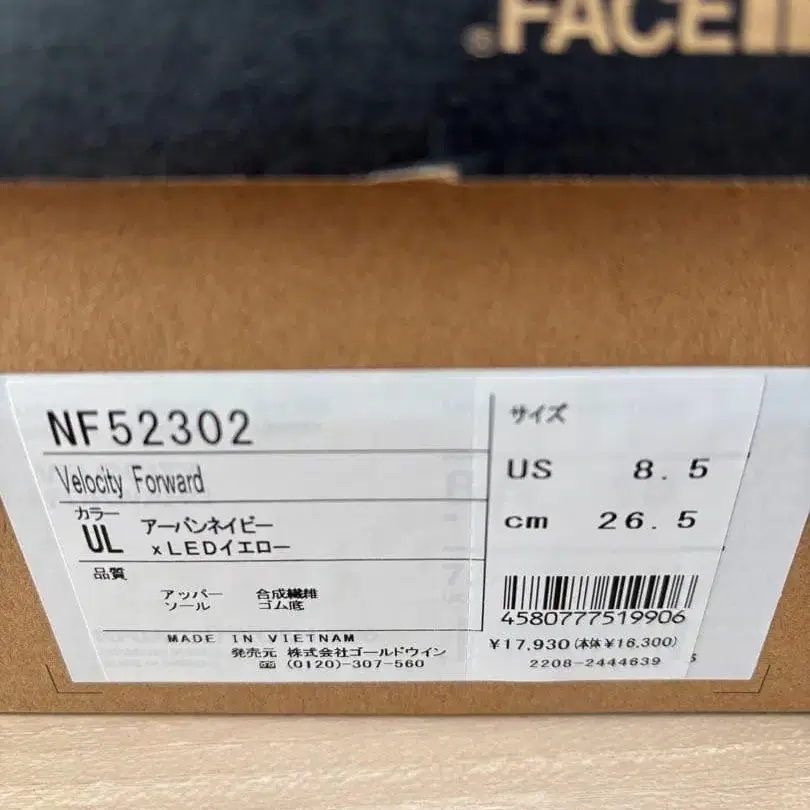 FACE
NF52302
Velocity Forward
カラー
UL アーバンネイビー
xLEDイエロー
品質
アッパー 合成繊維
ソール ゴム底
MADE IN VIETNAM
発売元 株式会社ゴールドウイン
☎ (0120)-307-560
サイズ
US 8.5
cm 26.5
4580777519906
¥17,930(本体¥16,300)
2208-2444639